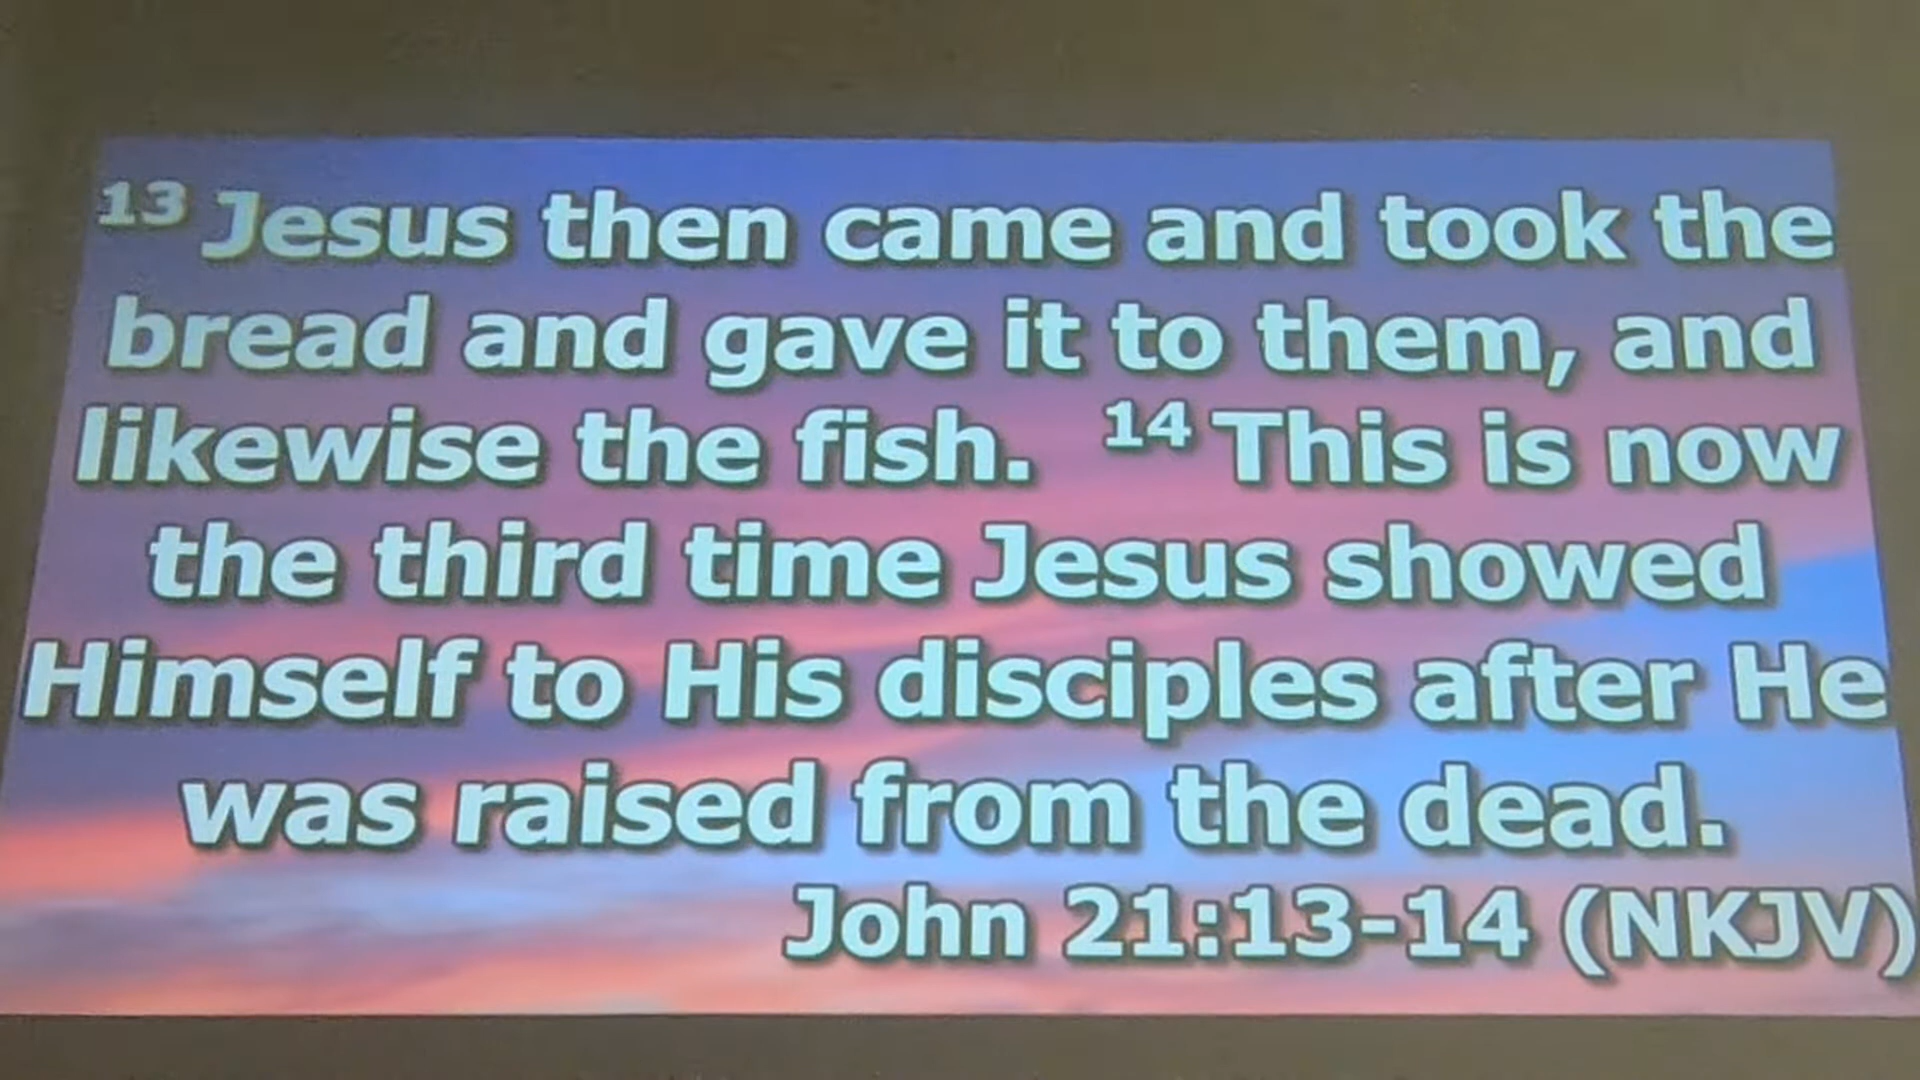 13 Jesus then came and took the
bread and gave it to them, and
likewise the fish. 14 This is now
the third time Jesus showed
Himself to His disciples after He
was raised from the dead.
John 21:13-14 (NKJV)